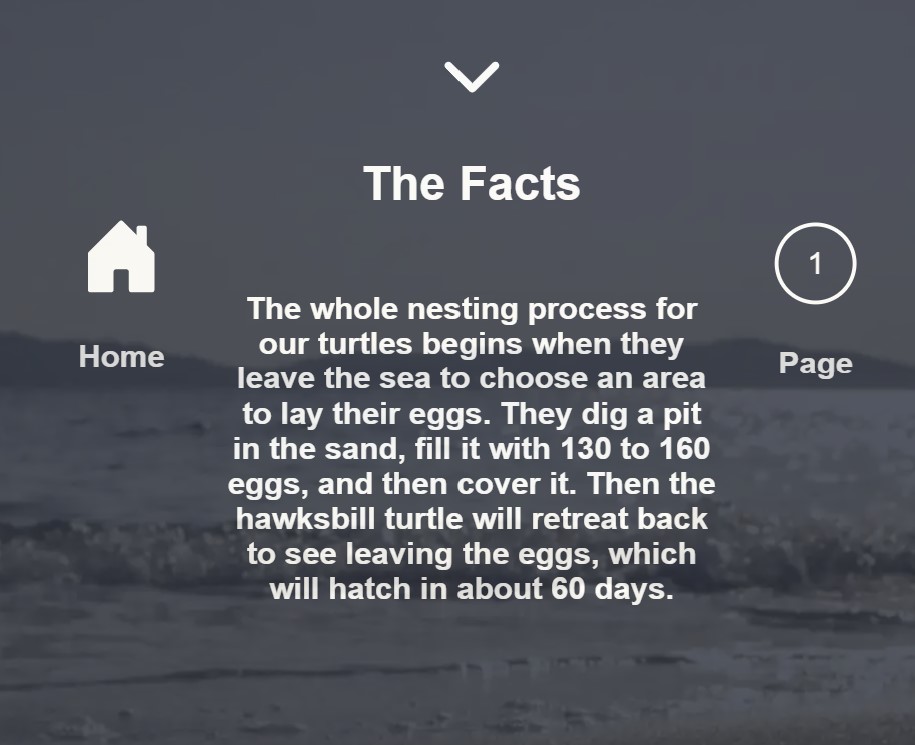 The Facts
Home
1
Page
The whole nesting process for
our turtles begins when they
leave the sea to choose an area
to lay their eggs. They dig a pit
in the sand, fill it with 130 to 160
eggs, and then cover it. Then the
hawksbill turtle will retreat back
to see leaving the eggs, which
will hatch in about 60 days.